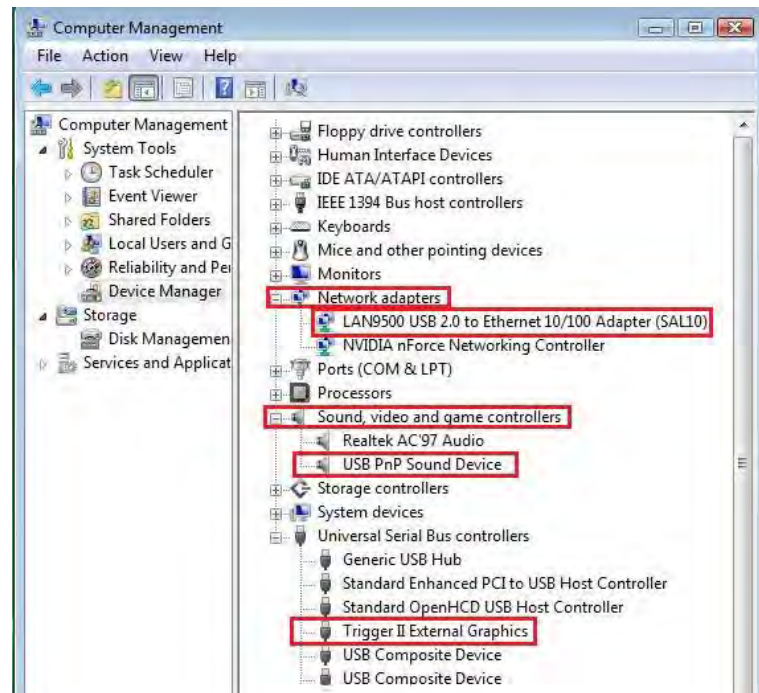 Computer Management
File Action View Help
Computer Management
System Tools
Task Scheduler
Event Viewer
Shared Folders
Local Users and G
Reliability and Per
Device Manager
Storage
Disk Managemen
Services and Applicat
Floppy drive controllers
Human Interface Devices
IDE ATA/ATAPI controllers
IEEE 1394 Bus host controllers
Keyboards
Mice and other pointing devices
Monitors
Network adapters
LAN9500 USB 2.0 to Ethernet 10/100 Adapter (SAL10)
NVIDIA nForce Networking Controller
Ports (COM & LPT)
Processors
Sound, video and game controllers
Realtek AC'97 Audio
USB PnP Sound Device
Storage controllers
System devices
Universal Serial Bus controllers
Generic USB Hub
Standard Enhanced PCI to USB Host Controller
Standard OpenHCD USB Host Controller
Trigger II External Graphics
USB Composite Device
USB Composite Device